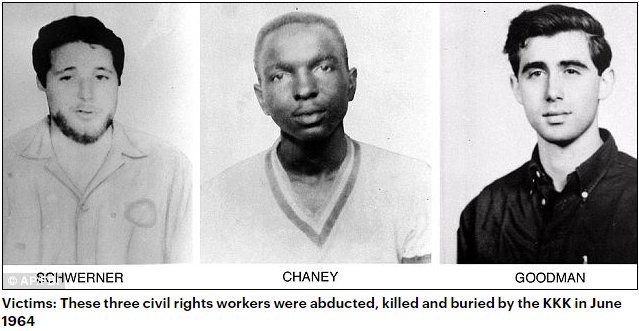 SCHWERNER
CHANEY
GOODMAN
Victims: These three civil rights workers were abducted, killed and buried by the KKK in June
1964